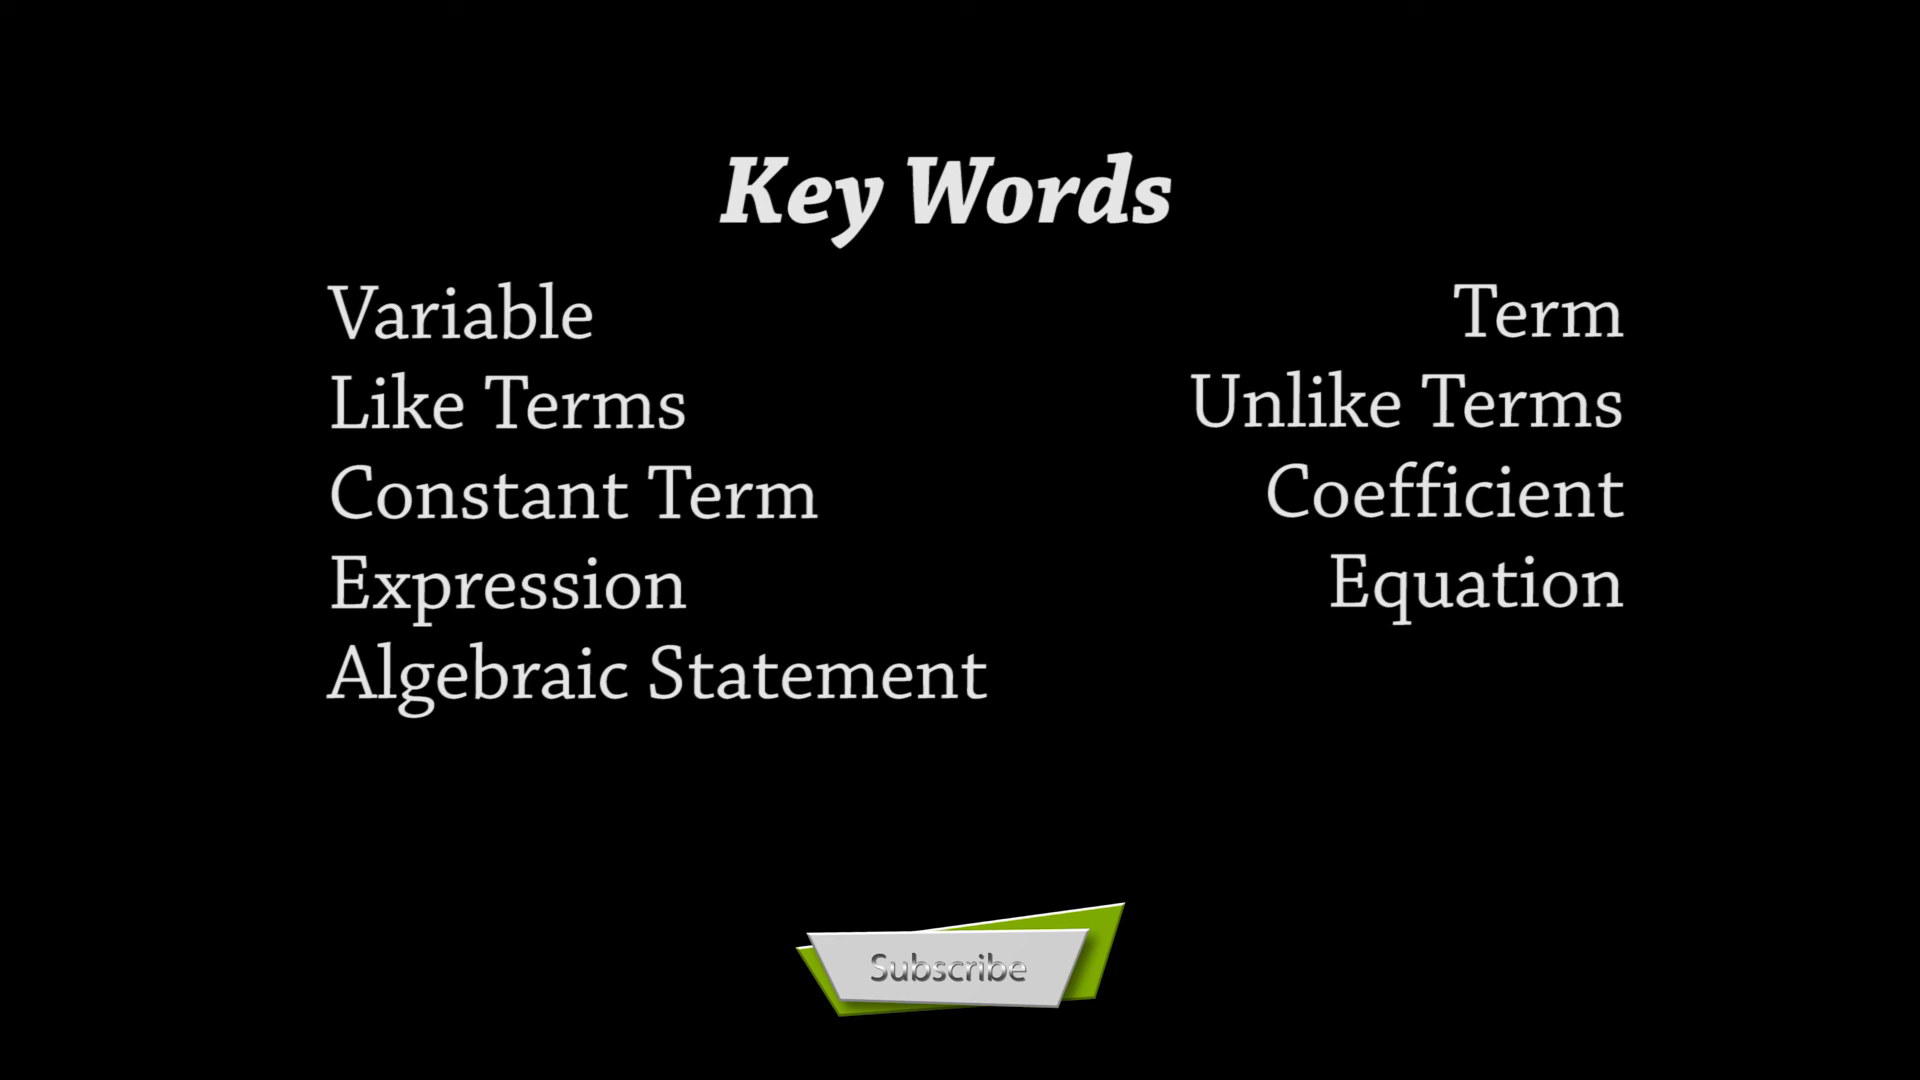 Key Words
Variable
Term
Like Terms
Unlike Terms
Constant Term
Coefficient
Expression
Equation
Algebraic Statement
Subscribe